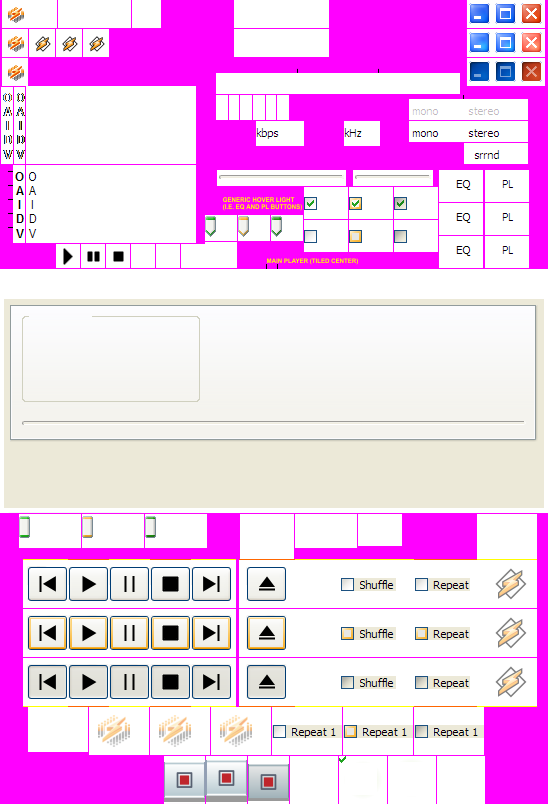 O O
A A
I I
D D
V V
kbps kHz
mono stereo
mono stereo
srrnd
O O
A A
I I
D D
V V
GENERIC HOVER LIGHT
(I.E. EQ AND PL BUTTONS)
EQ PL
EQ PL
EQ PL
MAIN PLAYER (TILED CENTER)
Shuffle Repeat
Shuffle Repeat
Shuffle Repeat
Repeat 1 Repeat 1 Repeat 1